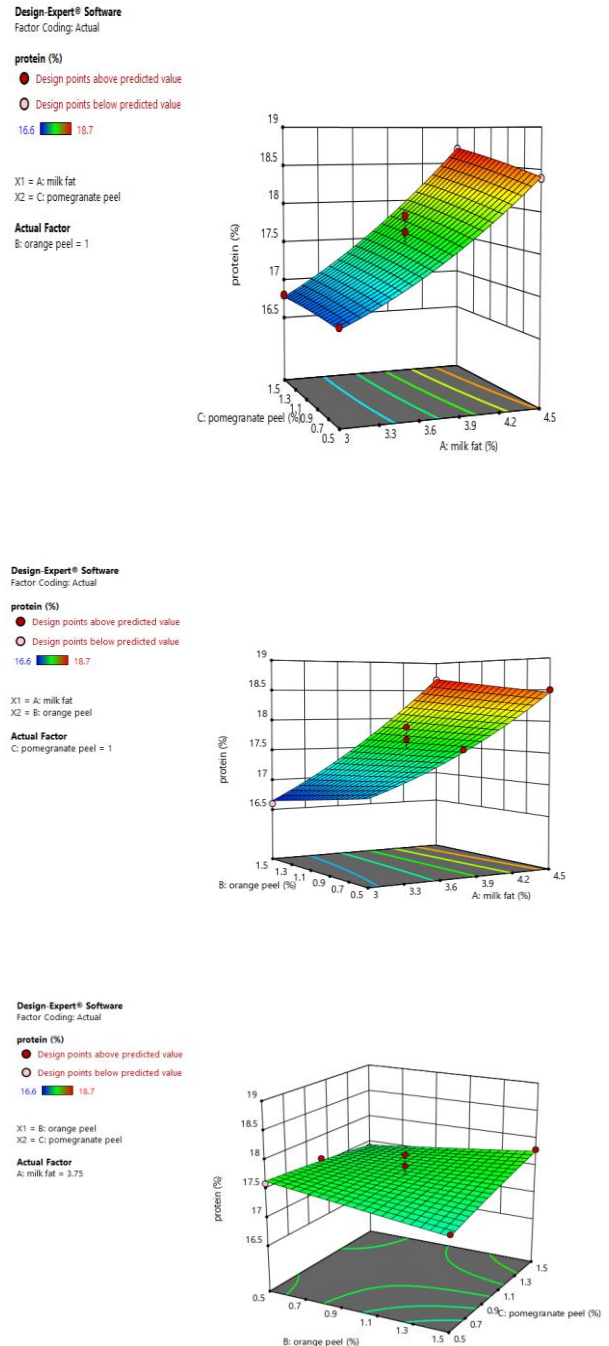 Design-Expert® Software
Factor Coding: Actual
protein (%)
Design points above predicted value
Design points below predicted value
16.6 18.7
X1 = A: milk fat
X2 = C: pomegranate peel
Actual Factor
B: orange peel = 1
19
18.5
18
17.5
17
16.5
protein (%)
1.5
1.3
1.1
0.9
0.7
0.5
C: pomegranate peel (%)
3
3.3
3.6
3.9
4.2
4.5
A: milk fat (%)
Design-Expert® Software
Factor Coding: Actual
protein (%)
Design points above predicted value
Design points below predicted value
16.6 18.7
X1 = A: milk fat
X2 = B: orange peel
Actual Factor
C: pomegranate peel = 1
19
18.5
18
17.5
17
16.5
protein (%)
1.5
1.3
1.1
0.9
0.7
0.5
B: orange peel (%)
3
3.3
3.6
3.9
4.2
4.5
A: milk fat (%)
Design-Expert® Software
Factor Coding: Actual
protein (%)
Design points above predicted value
Design points below predicted value
16.6 18.7
X1 = B: orange peel
X2 = C: pomegranate peel
Actual Factor
A: milk fat = 3.75
19
18.5
18
17.5
17
16.5
protein (%)
0.5
0.7
0.9
1.1
1.3
1.5
B: orange peel (%)
0.5
0.7
0.9
1.1
1.3
1.5
C: pomegranate peel (%)